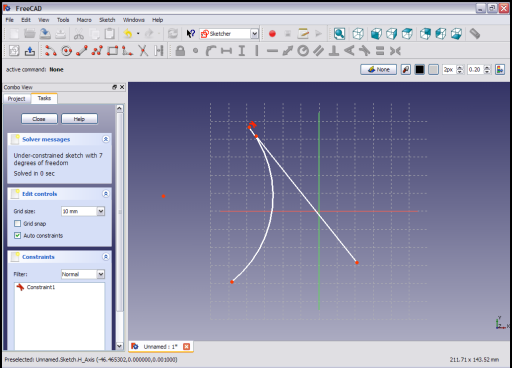 FreeCAD
File Edit View Tools Macro Sketch Windows Help
Sketcher
active command: None
None
2px
0.20
Combo View
Project Tasks
Close Help
Solver messages
Under-constrained sketch with 7
degrees of freedom
Solved in 0 sec
Edit controls
Grid size: 10 mm
Grid snap
Auto constraints
Constraints
Filter: Normal
Constraint1
Y
X
Unnamed : 1*
Preselected: Unnamed.Sketch.H_Axis (-46.465302,0.000000,0.001000)
211.71 x 143.52 mm